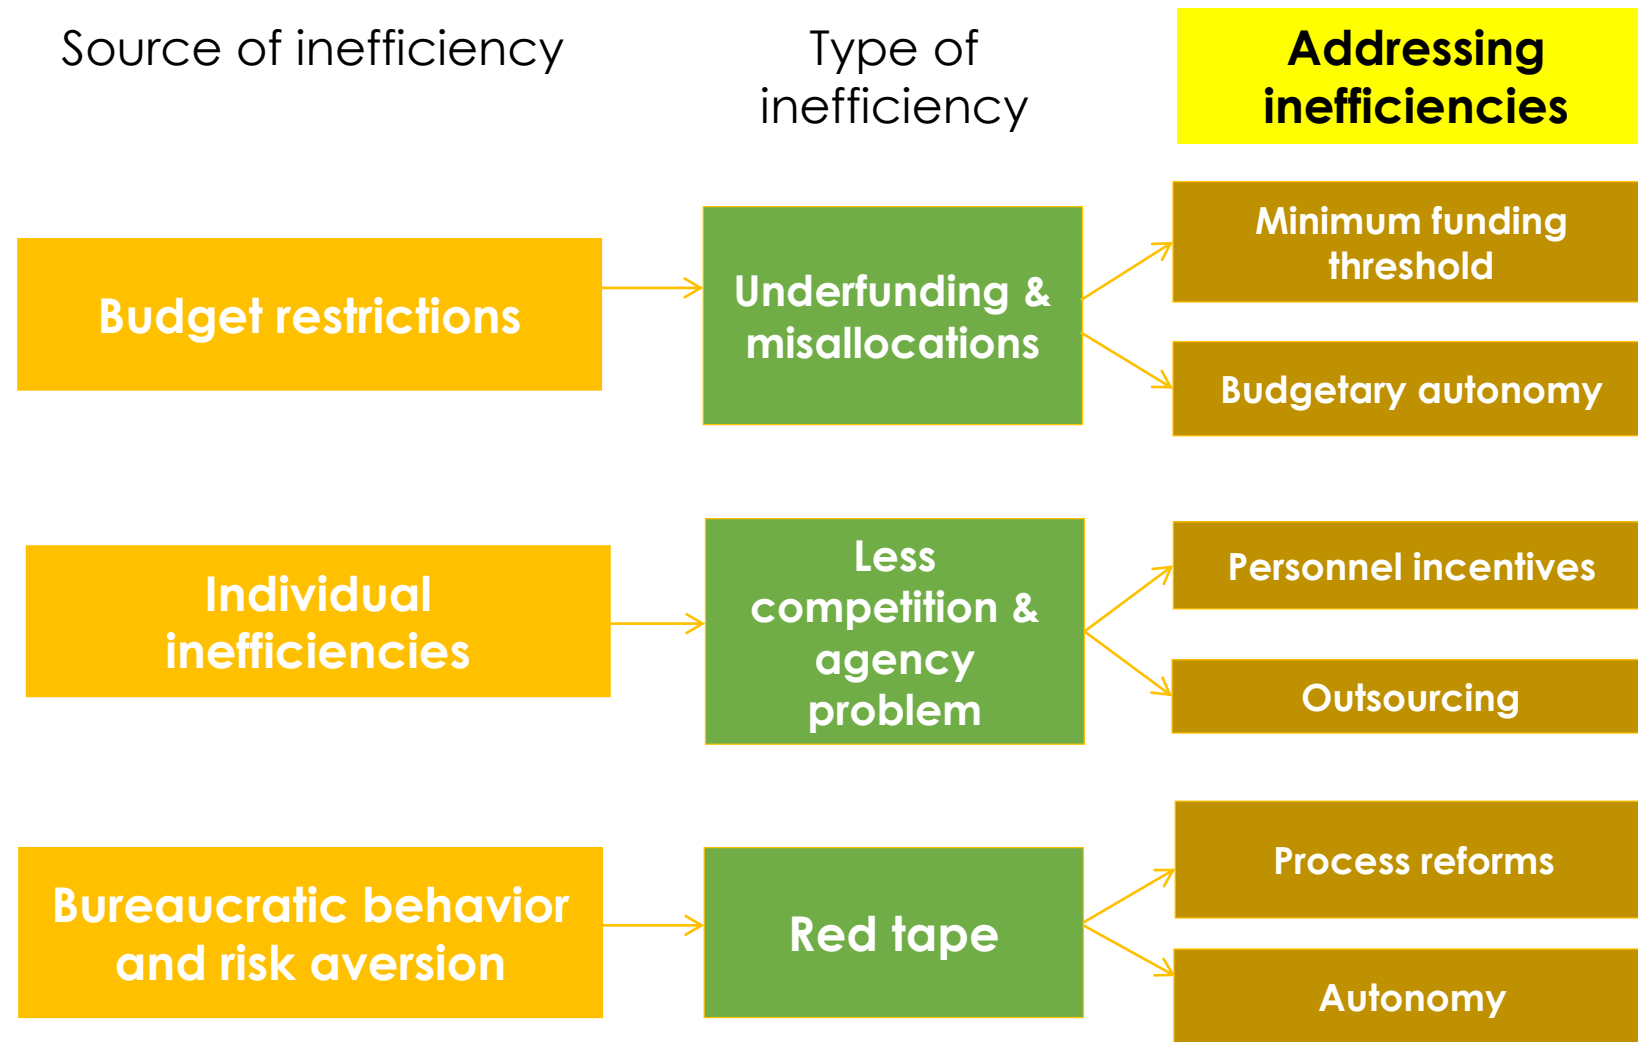 Source of inefficiency
Type of
inefficiency
Addressing
inefficiencies
Budget restrictions
Underfunding &
misallocations
Minimum funding
threshold
Budgetary autonomy
Individual
inefficiencies
Less
competition &
agency
problem
Personnel incentives
Outsourcing
Bureaucratic behavior
and risk aversion
Red tape
Process reforms
Autonomy